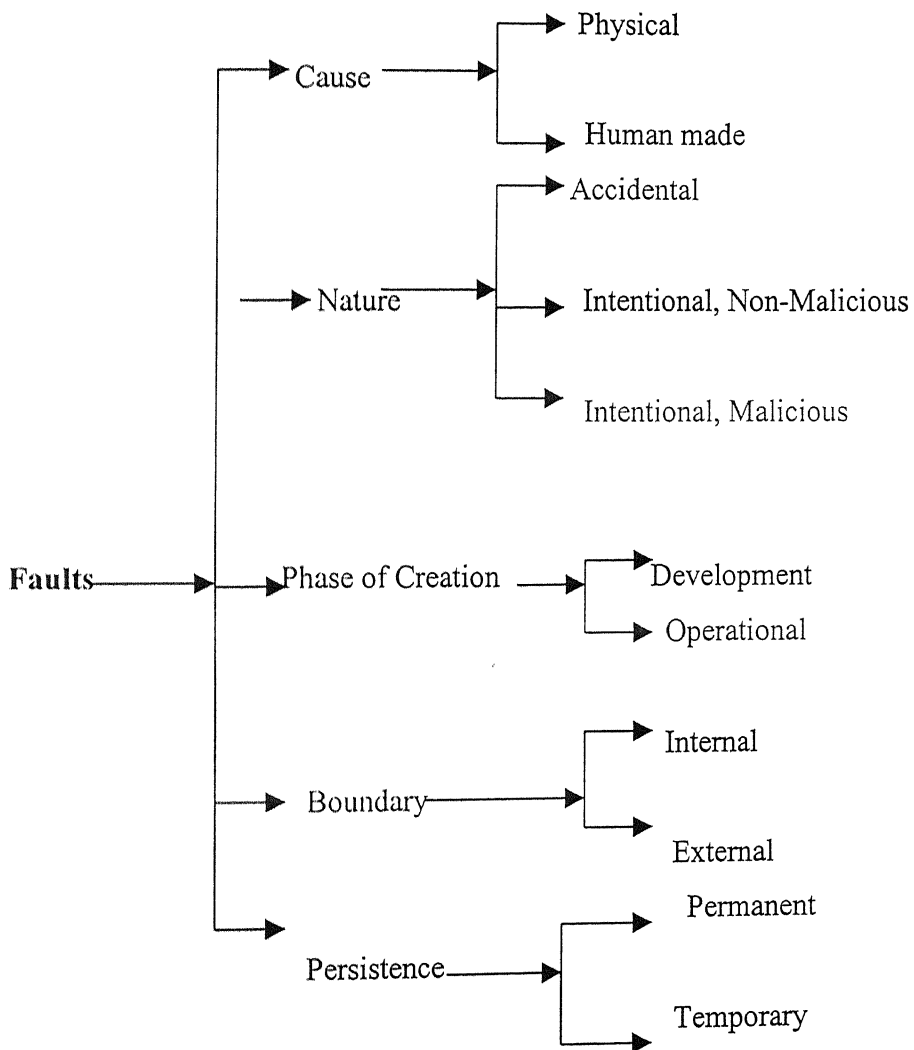 Physical
Cause
Human made
Accidental
Nature
Intentional, Non-Malicious
Intentional, Malicious
Faults
Phase of Creation
Development
Operational
Internal
Boundary
External
Permanent
Persistence
Temporary